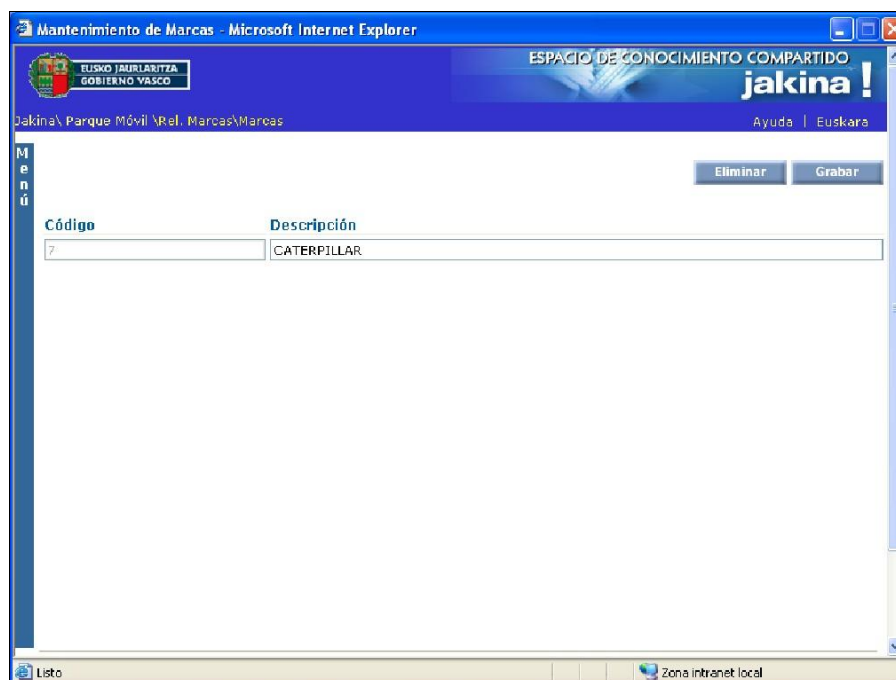 Mantenimiento de Marcas - Microsoft Internet Explorer
EUSKO JAURLARITZA
GOBIERNO VASCO
ESPACIO DE CONOCIMIENTO COMPARTIDO
jakina !
Jakina\ Parque Móvil \Rel. Marcas\Marcas
Ayuda | Euskara
Menú
Eliminar Grabar
Código Descripción
7 CATERPILLAR
Listo Zona intranet local